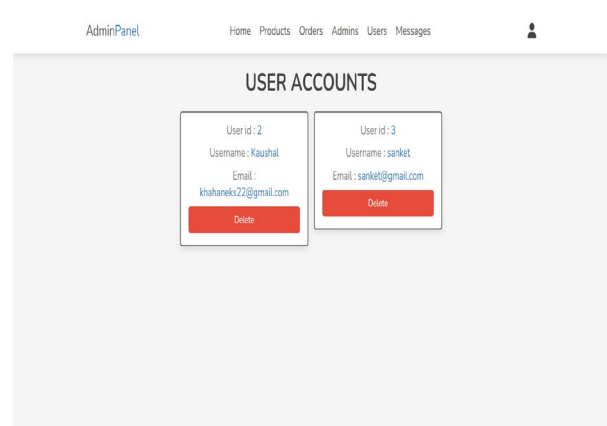 AdminPanel
Home Products Orders Admins Users Messages
USER ACCOUNTS
User id : 2
Username : Kaushal
Email :
khahaneks22@gmail.com
Delete
User id : 3
Username : sanket
Email : sanket@gmail.com
Delete